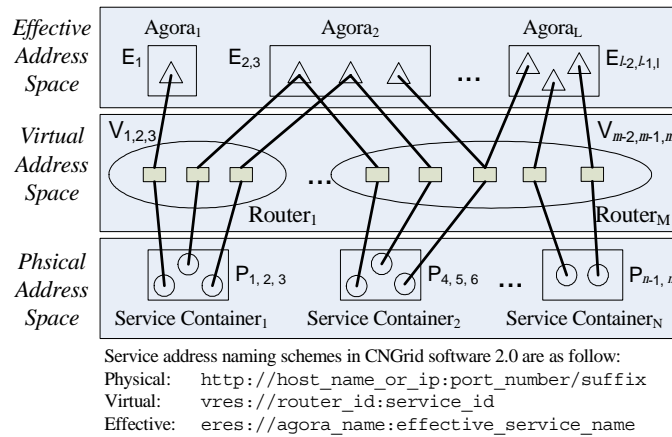 Effective Address Space
Agora1
Agora2
AgoraL
E1
E2,3
...
El-2,l-1,l
Virtual Address Space
V1,2,3
Vm-2,m-1,m
...
Router1
RouterM
Phsical Address Space
P1, 2, 3
P4, 5, 6
...
Pn-1, n
Service Container1
Service Container2
Service ContainerN
Service address naming schemes in CNGrid software 2.0 are as follow:
Physical: http://host_name_or_ip:port_number/suffix
Virtual: vres://router_id:service_id
Effective: eres://agora_name:effective_service_name